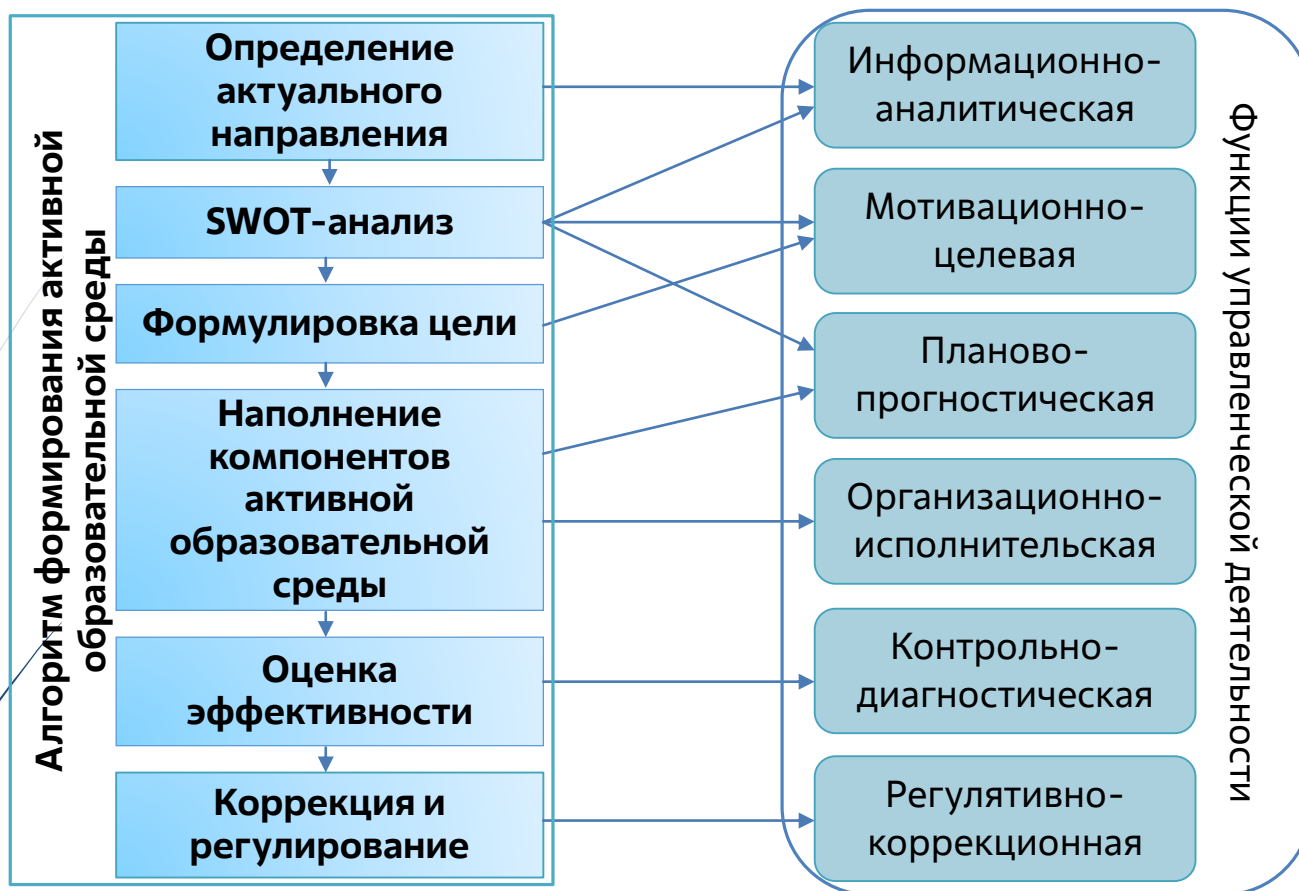 Алгоритм формирования активной
образовательной среды
Определение
актуального
направления
SWOT-анализ
Формулировка цели
Наполнение
компонентов
активной
образовательной
среды
Оценка
эффективности
Коррекция и
регулирование
Информационно-
аналитическая
Мотивационно-
целевая
Планово-
прогностическая
Организационно-
исполнительская
Контрольно-
диагностическая
Регулятивно-
коррекционная
Функции управленческой деятельности